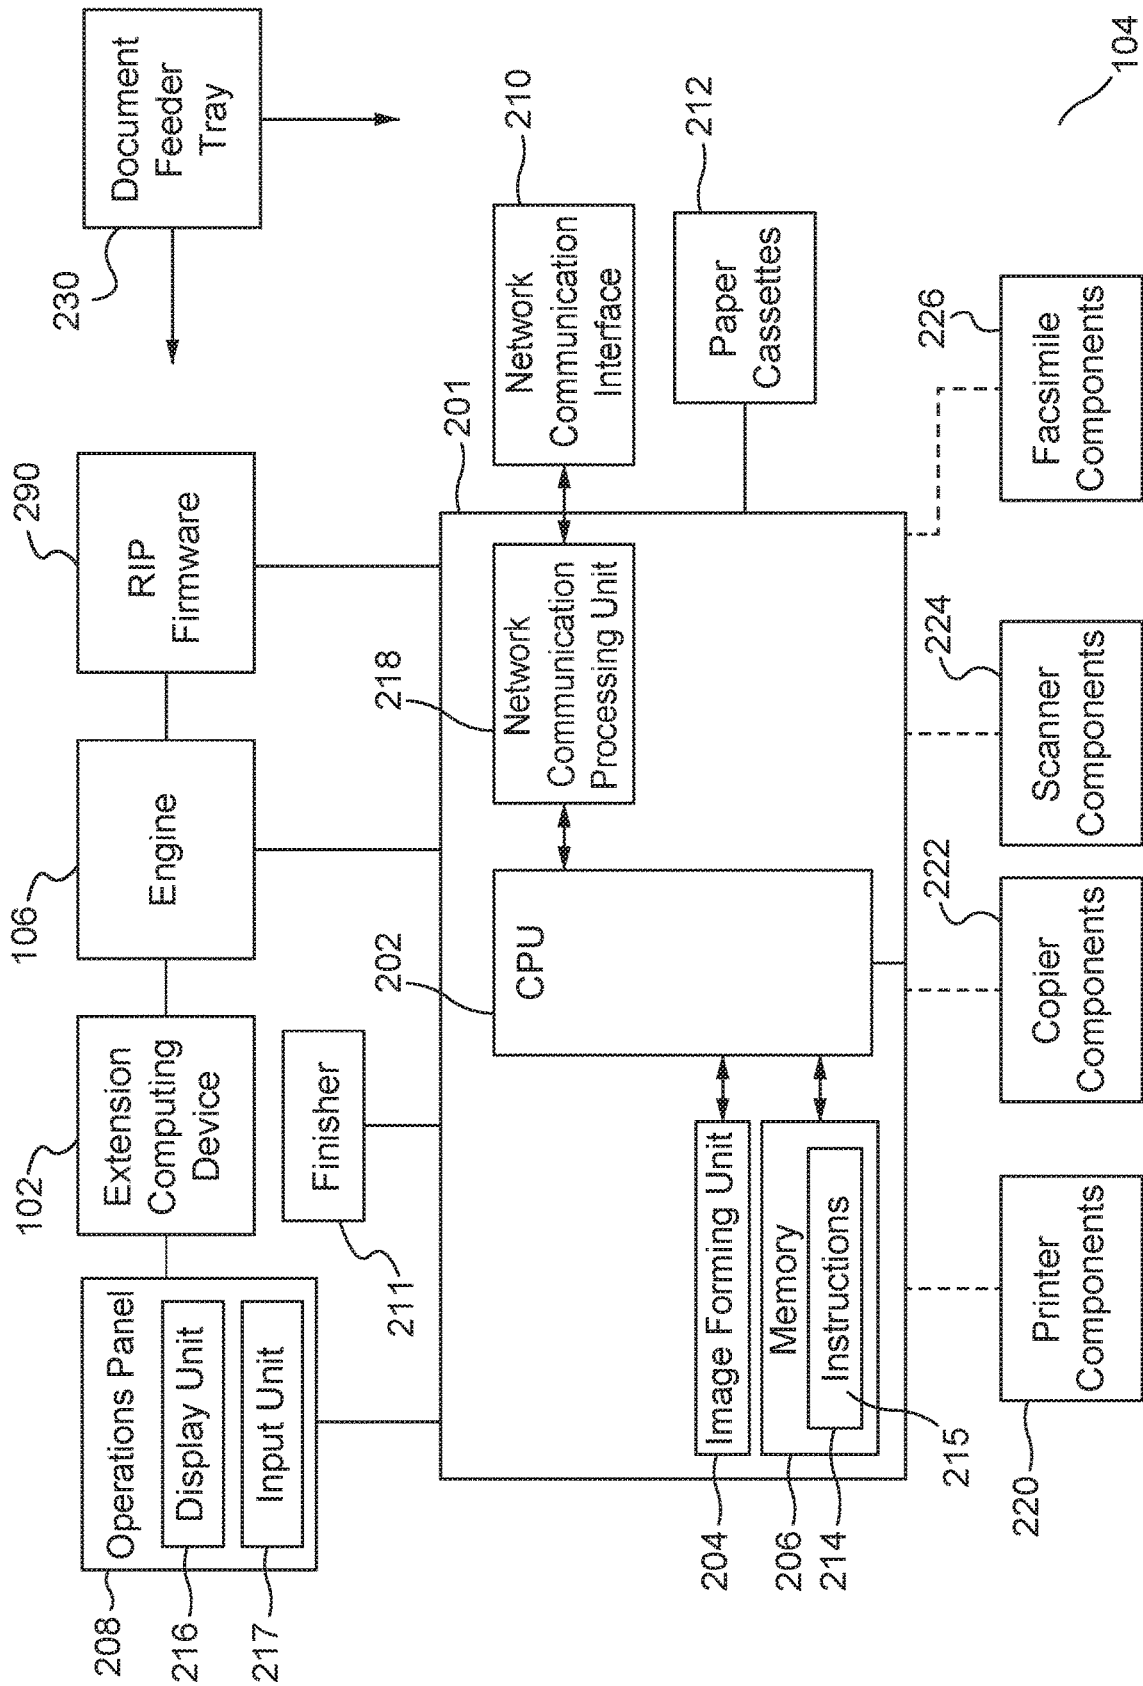 208
Operations Panel
216
Display Unit
217
Input Unit
102
Extension
Computing
Device
106
Engine
290
RIP
Firmware
230
Document
Feeder
Tray
211
Finisher
201
202
CPU
218
Network
Communication
Processing Unit
210
Network
Communication
Interface
212
Paper
Cassettes
204
Image Forming Unit
206
Memory
214
Instructions
215
220
Printer
Components
222
Copier
Components
224
Scanner
Components
226
Facsimile
Components
104